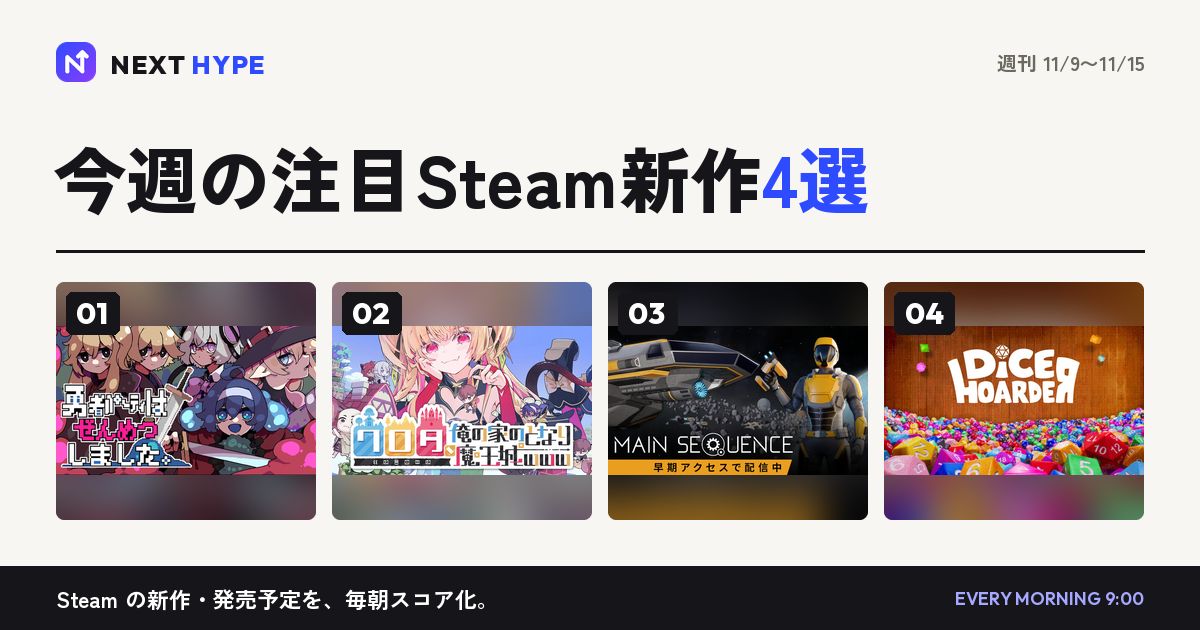 NEXT HYPE
週刊 11/9〜11/15
今週の注目Steam新作4選
01
勇者パーティは
ぜんめつ
しました。
02
クロタ
俺の家のとなり
魔王城www
03
MAIN SEQUENCE
早期アクセスで配信中
04
DICE
HOARDER
Steam の新作・発売予定を、毎朝スコア化。
EVERY MORNING 9:00